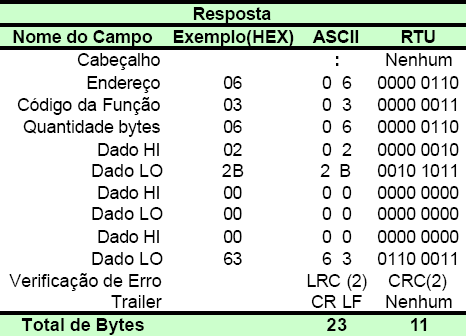 Resposta
Nome do Campo Exemplo(HEX) ASCII RTU
Cabeçalho : Nenhum
Endereço 06 0 6 0000 0110
Código da Função 03 0 3 0000 0011
Quantidade bytes 06 0 6 0000 0110
Dado HI 02 0 2 0000 0010
Dado LO 2B 2 B 0010 1011
Dado HI 00 0 0 0000 0000
Dado LO 00 0 0 0000 0000
Dado HI 00 0 0 0000 0000
Dado LO 63 6 3 0110 0011
Verificação de Erro LRC (2) CRC(2)
Trailer CR LF Nenhum
Total de Bytes 23 11